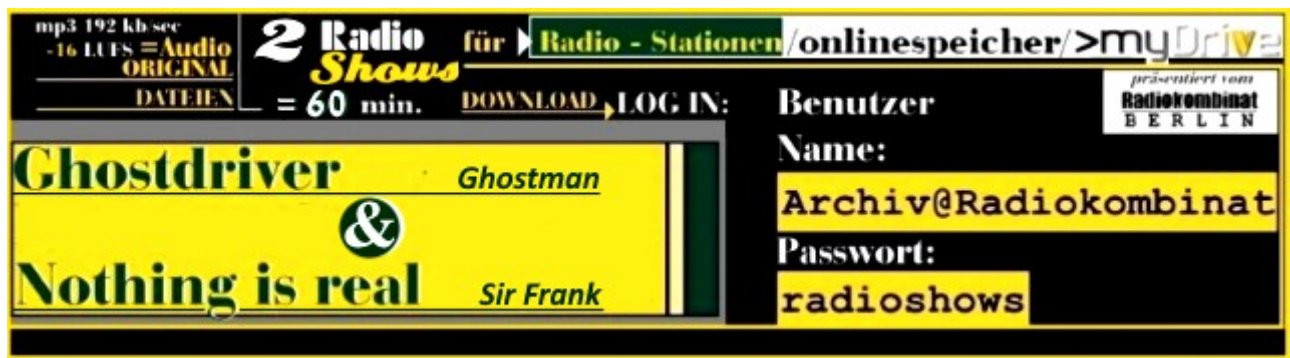 mp3 192 kb/sec
-16 LUFS =Audio
ORIGINAL
DATEIEN
2 Radio
Shows
= 60 min.
für Radio - Stationen/onlinespeicher/>myDrive
DOWNLOAD LOG IN:
präsentiert vom
Radiokombinat
BERLIN
Benutzer
Name:
Archiv@Radiokombinat
Passwort:
radioshows
Ghostdriver Ghostman
&
Nothing is real Sir Frank